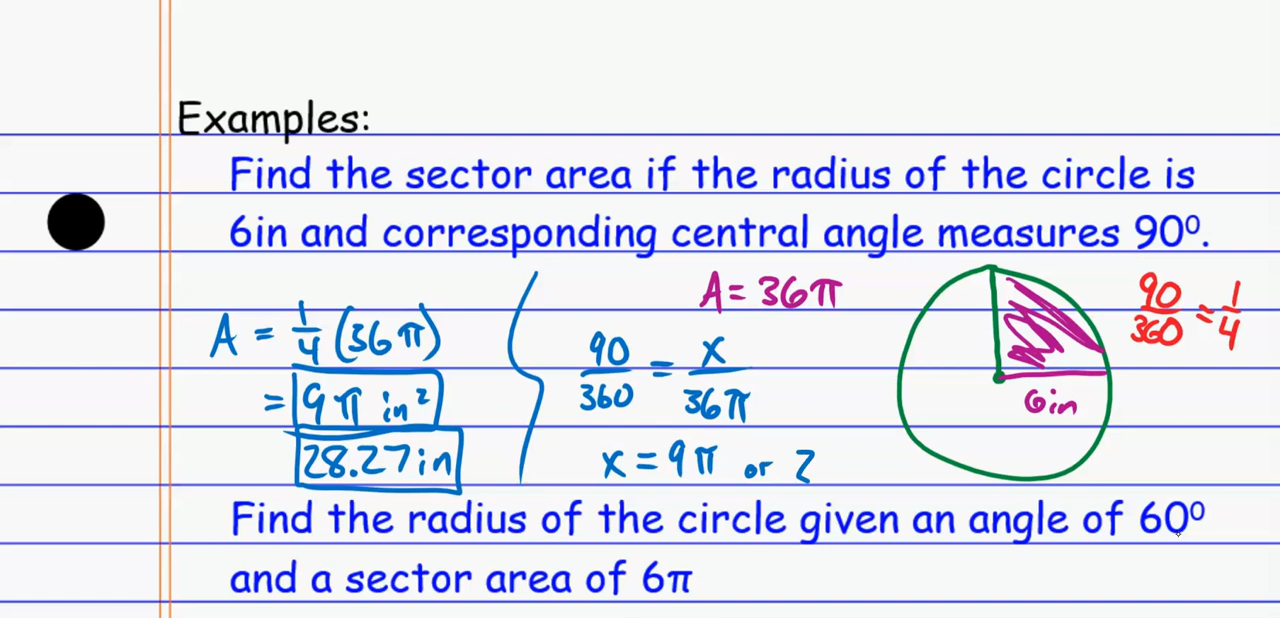 Examples:
Find the sector area if the radius of the circle is
6in and corresponding central angle measures 90⁰.
A = 1/4 (36π)
= 9π in²
28.27in
A = 36π
90/360 = x/36π
x = 9π or 2
6in
90/360 = 1/4
Find the radius of the circle given an angle of 60⁰
and a sector area of 6π